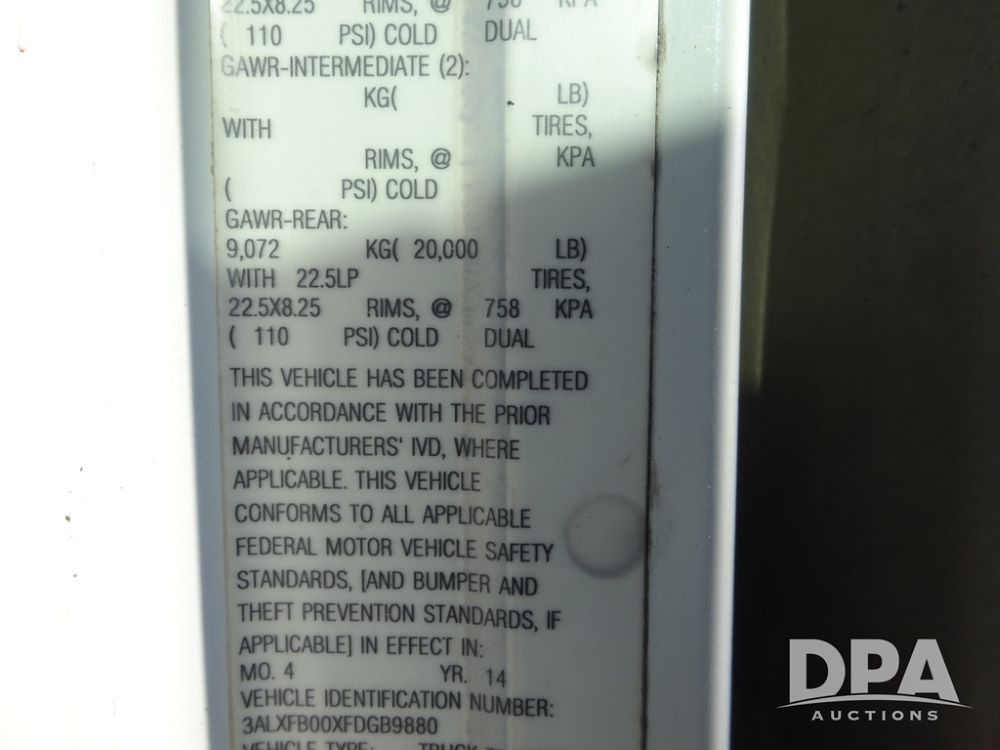 22.5X8.25 RIMS, @ 758 KPA
( 110 PSI) COLD DUAL
GAWR-INTERMEDIATE (2):
KG( LB)
WITH TIRES,
RIMS, @ KPA
( PSI) COLD
GAWR-REAR:
9,072 KG( 20,000 LB)
WITH 22.5LP TIRES,
22.5X8.25 RIMS, @ 758 KPA
( 110 PSI) COLD DUAL
THIS VEHICLE HAS BEEN COMPLETED
IN ACCORDANCE WITH THE PRIOR
MANUFACTURERS' IVD, WHERE
APPLICABLE. THIS VEHICLE
CONFORMS TO ALL APPLICABLE
FEDERAL MOTOR VEHICLE SAFETY
STANDARDS, [AND BUMPER AND
THEFT PREVENTION STANDARDS, IF
APPLICABLE] IN EFFECT IN:
MO. 4 YR. 14
VEHICLE IDENTIFICATION NUMBER:
3ALXFB00XFDGB9880
VEHICLE TYPE: TRUCK
DPA
AUCTIONS